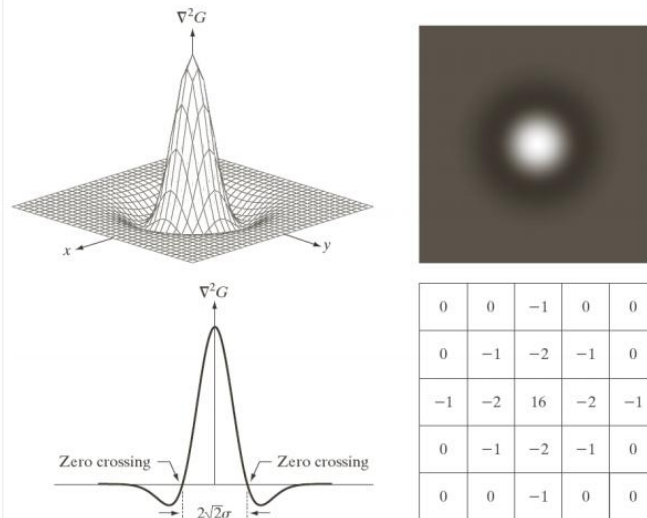 ∇²G
x
y
∇²G
Zero crossing
Zero crossing
2√2σ
0 0 −1 0 0
0 −1 −2 −1 0
−1 −2 16 −2 −1
0 −1 −2 −1 0
0 0 −1 0 0